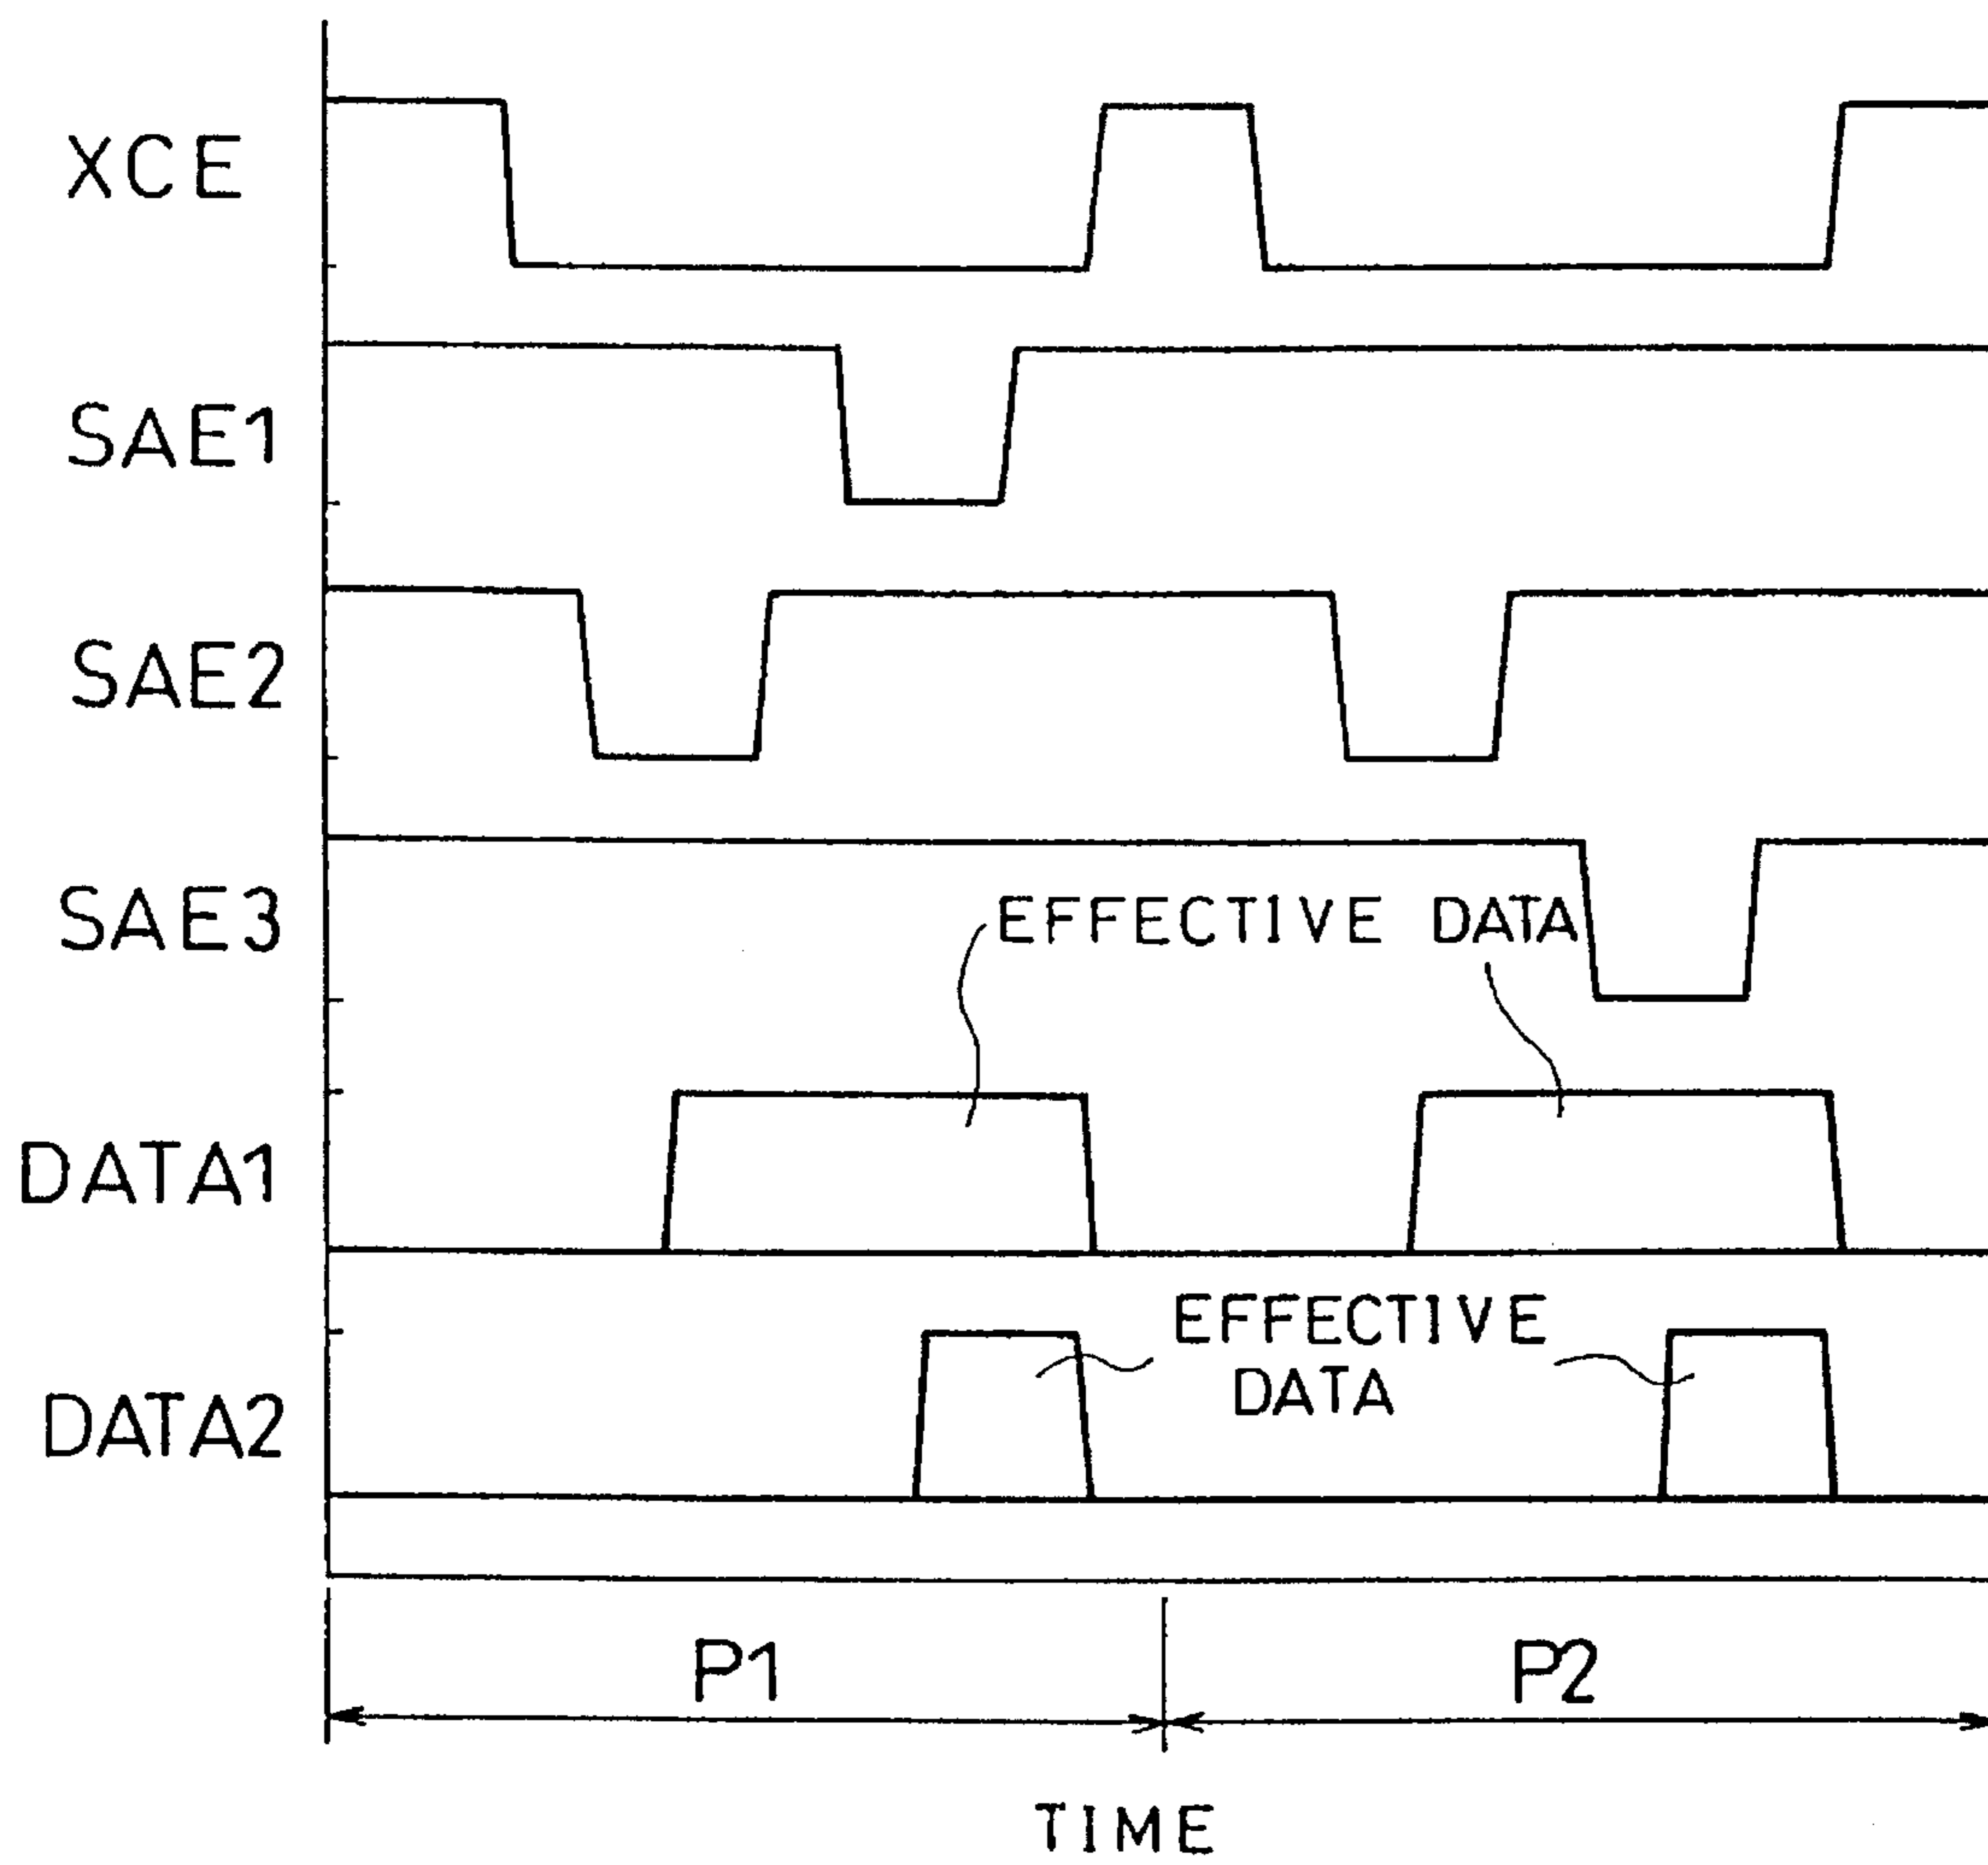 XCE
SAE1
SAE2
SAE3
EFFECTIVE DATA
DATA1
EFFECTIVE
DATA
DATA2
P1 P2
TIME